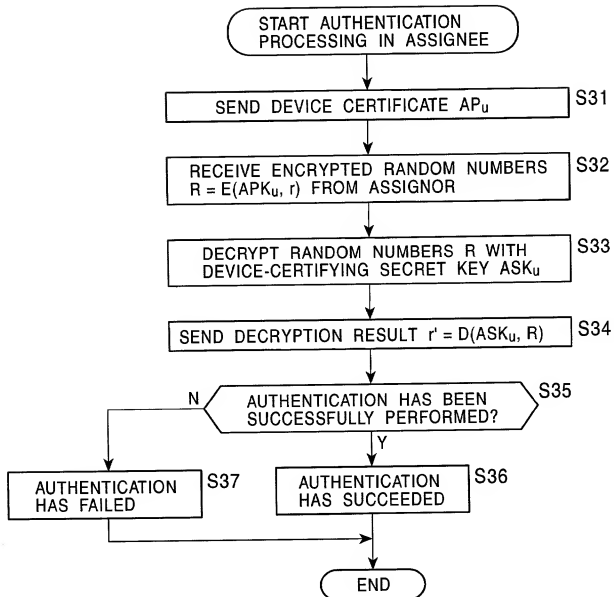 START AUTHENTICATION
PROCESSING IN ASSIGNEE
SEND DEVICE CERTIFICATE APu
S31
RECEIVE ENCRYPTED RANDOM NUMBERS
R = E(APKu, r) FROM ASSIGNOR
S32
DECRYPT RANDOM NUMBERS R WITH
DEVICE-CERTIFYING SECRET KEY ASKu
S33
SEND DECRYPTION RESULT r' = D(ASKu, R)
S34
AUTHENTICATION HAS BEEN
SUCCESSFULLY PERFORMED?
S35
N
Y
AUTHENTICATION
HAS FAILED
S37
AUTHENTICATION
HAS SUCCEEDED
S36
END